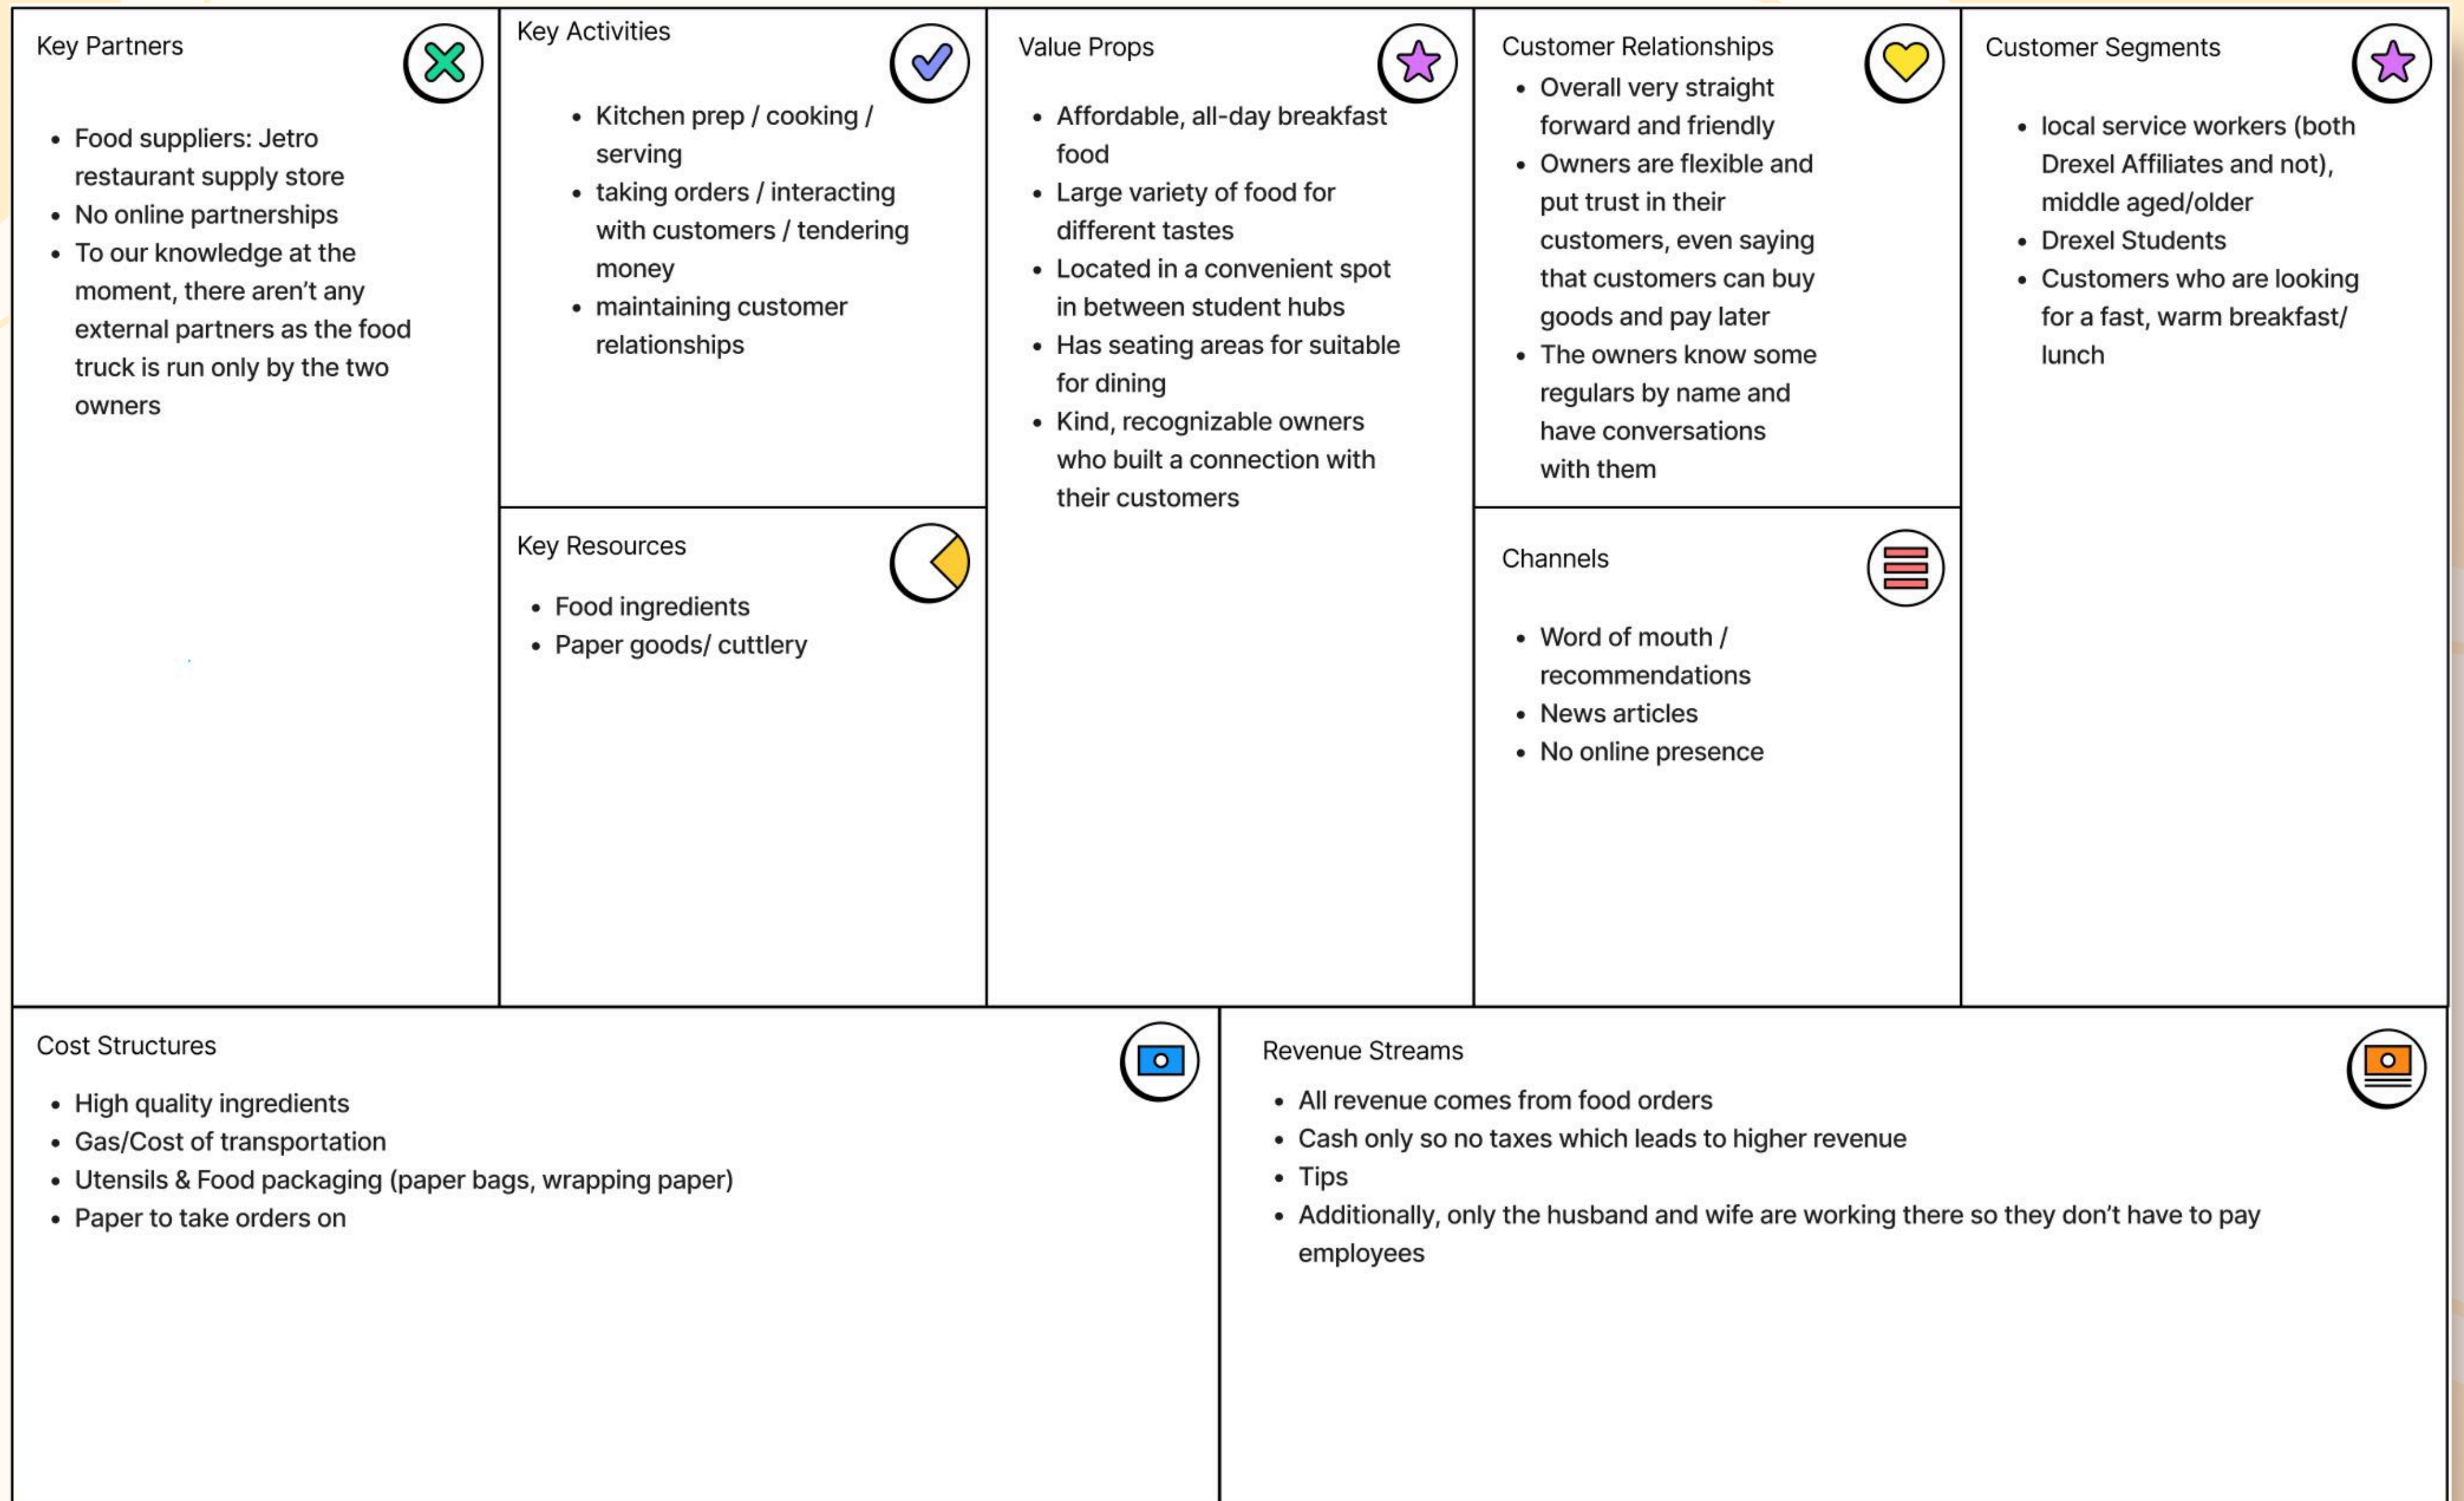 Key Partners
• Food suppliers: Jetro
restaurant supply store
• No online partnerships
• To our knowledge at the
moment, there aren't any
external partners as the food
truck is run only by the two
owners
Key Activities
• Kitchen prep / cooking /
serving
• taking orders / interacting
with customers / tendering
money
• maintaining customer
relationships
Key Resources
• Food ingredients
• Paper goods/ cuttlery
Value Props
• Affordable, all-day breakfast
food
• Large variety of food for
different tastes
• Located in a convenient spot
in between student hubs
• Has seating areas for suitable
for dining
• Kind, recognizable owners
who built a connection with
their customers
Customer Relationships
• Overall very straight
forward and friendly
• Owners are flexible and
put trust in their
customers, even saying
that customers can buy
goods and pay later
• The owners know some
regulars by name and
have conversations
with them
Channels
• Word of mouth /
recommendations
• News articles
• No online presence
Customer Segments
• local service workers (both
Drexel Affiliates and not),
middle aged/older
• Drexel Students
• Customers who are looking
for a fast, warm breakfast/
lunch
Cost Structures
• High quality ingredients
• Gas/Cost of transportation
• Utensils & Food packaging (paper bags, wrapping paper)
• Paper to take orders on
Revenue Streams
• All revenue comes from food orders
• Cash only so no taxes which leads to higher revenue
• Tips
• Additionally, only the husband and wife are working there so they don't have to pay
employees